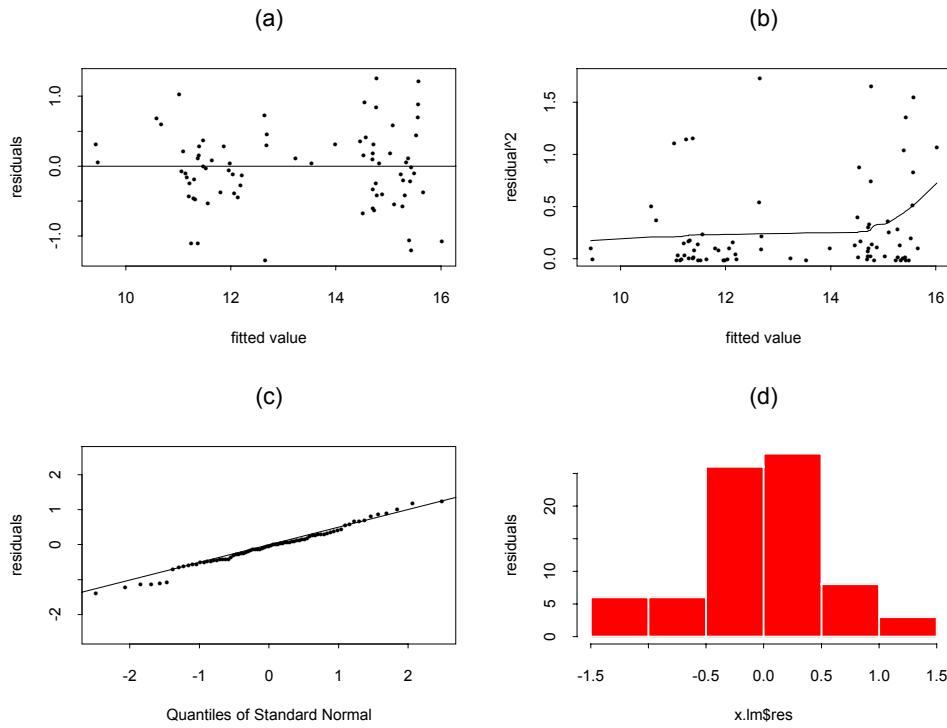 (a)
residuals
1.0
0.0
-1.0
10
12
14
16
fitted value
(b)
residual^2
1.5
1.0
0.5
0.0
10
12
14
16
fitted value
(c)
residuals
2
1
0
-2
-2
-1
0
1
2
Quantiles of Standard Normal
(d)
residuals
20
10
5
0
-1.5
-0.5
0.0
0.5
1.0
1.5
x.lm$res